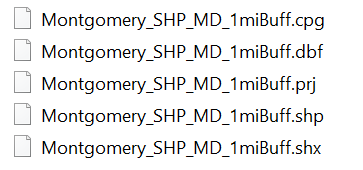 Montgomery_SHP_MD_1miBuff.cpg
Montgomery_SHP_MD_1miBuff.dbf
Montgomery_SHP_MD_1miBuff.prj
Montgomery_SHP_MD_1miBuff.shp
Montgomery_SHP_MD_1miBuff.shx